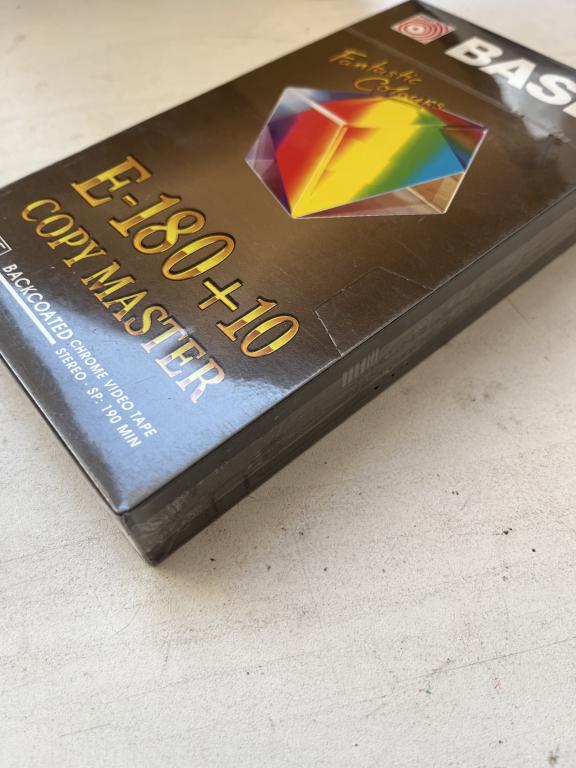 BASF
Fantastic
Colours
E-180+10
COPY MASTER
BACKCOATED CHROME VIDEO TAPE
STEREO · SP: 190 MIN